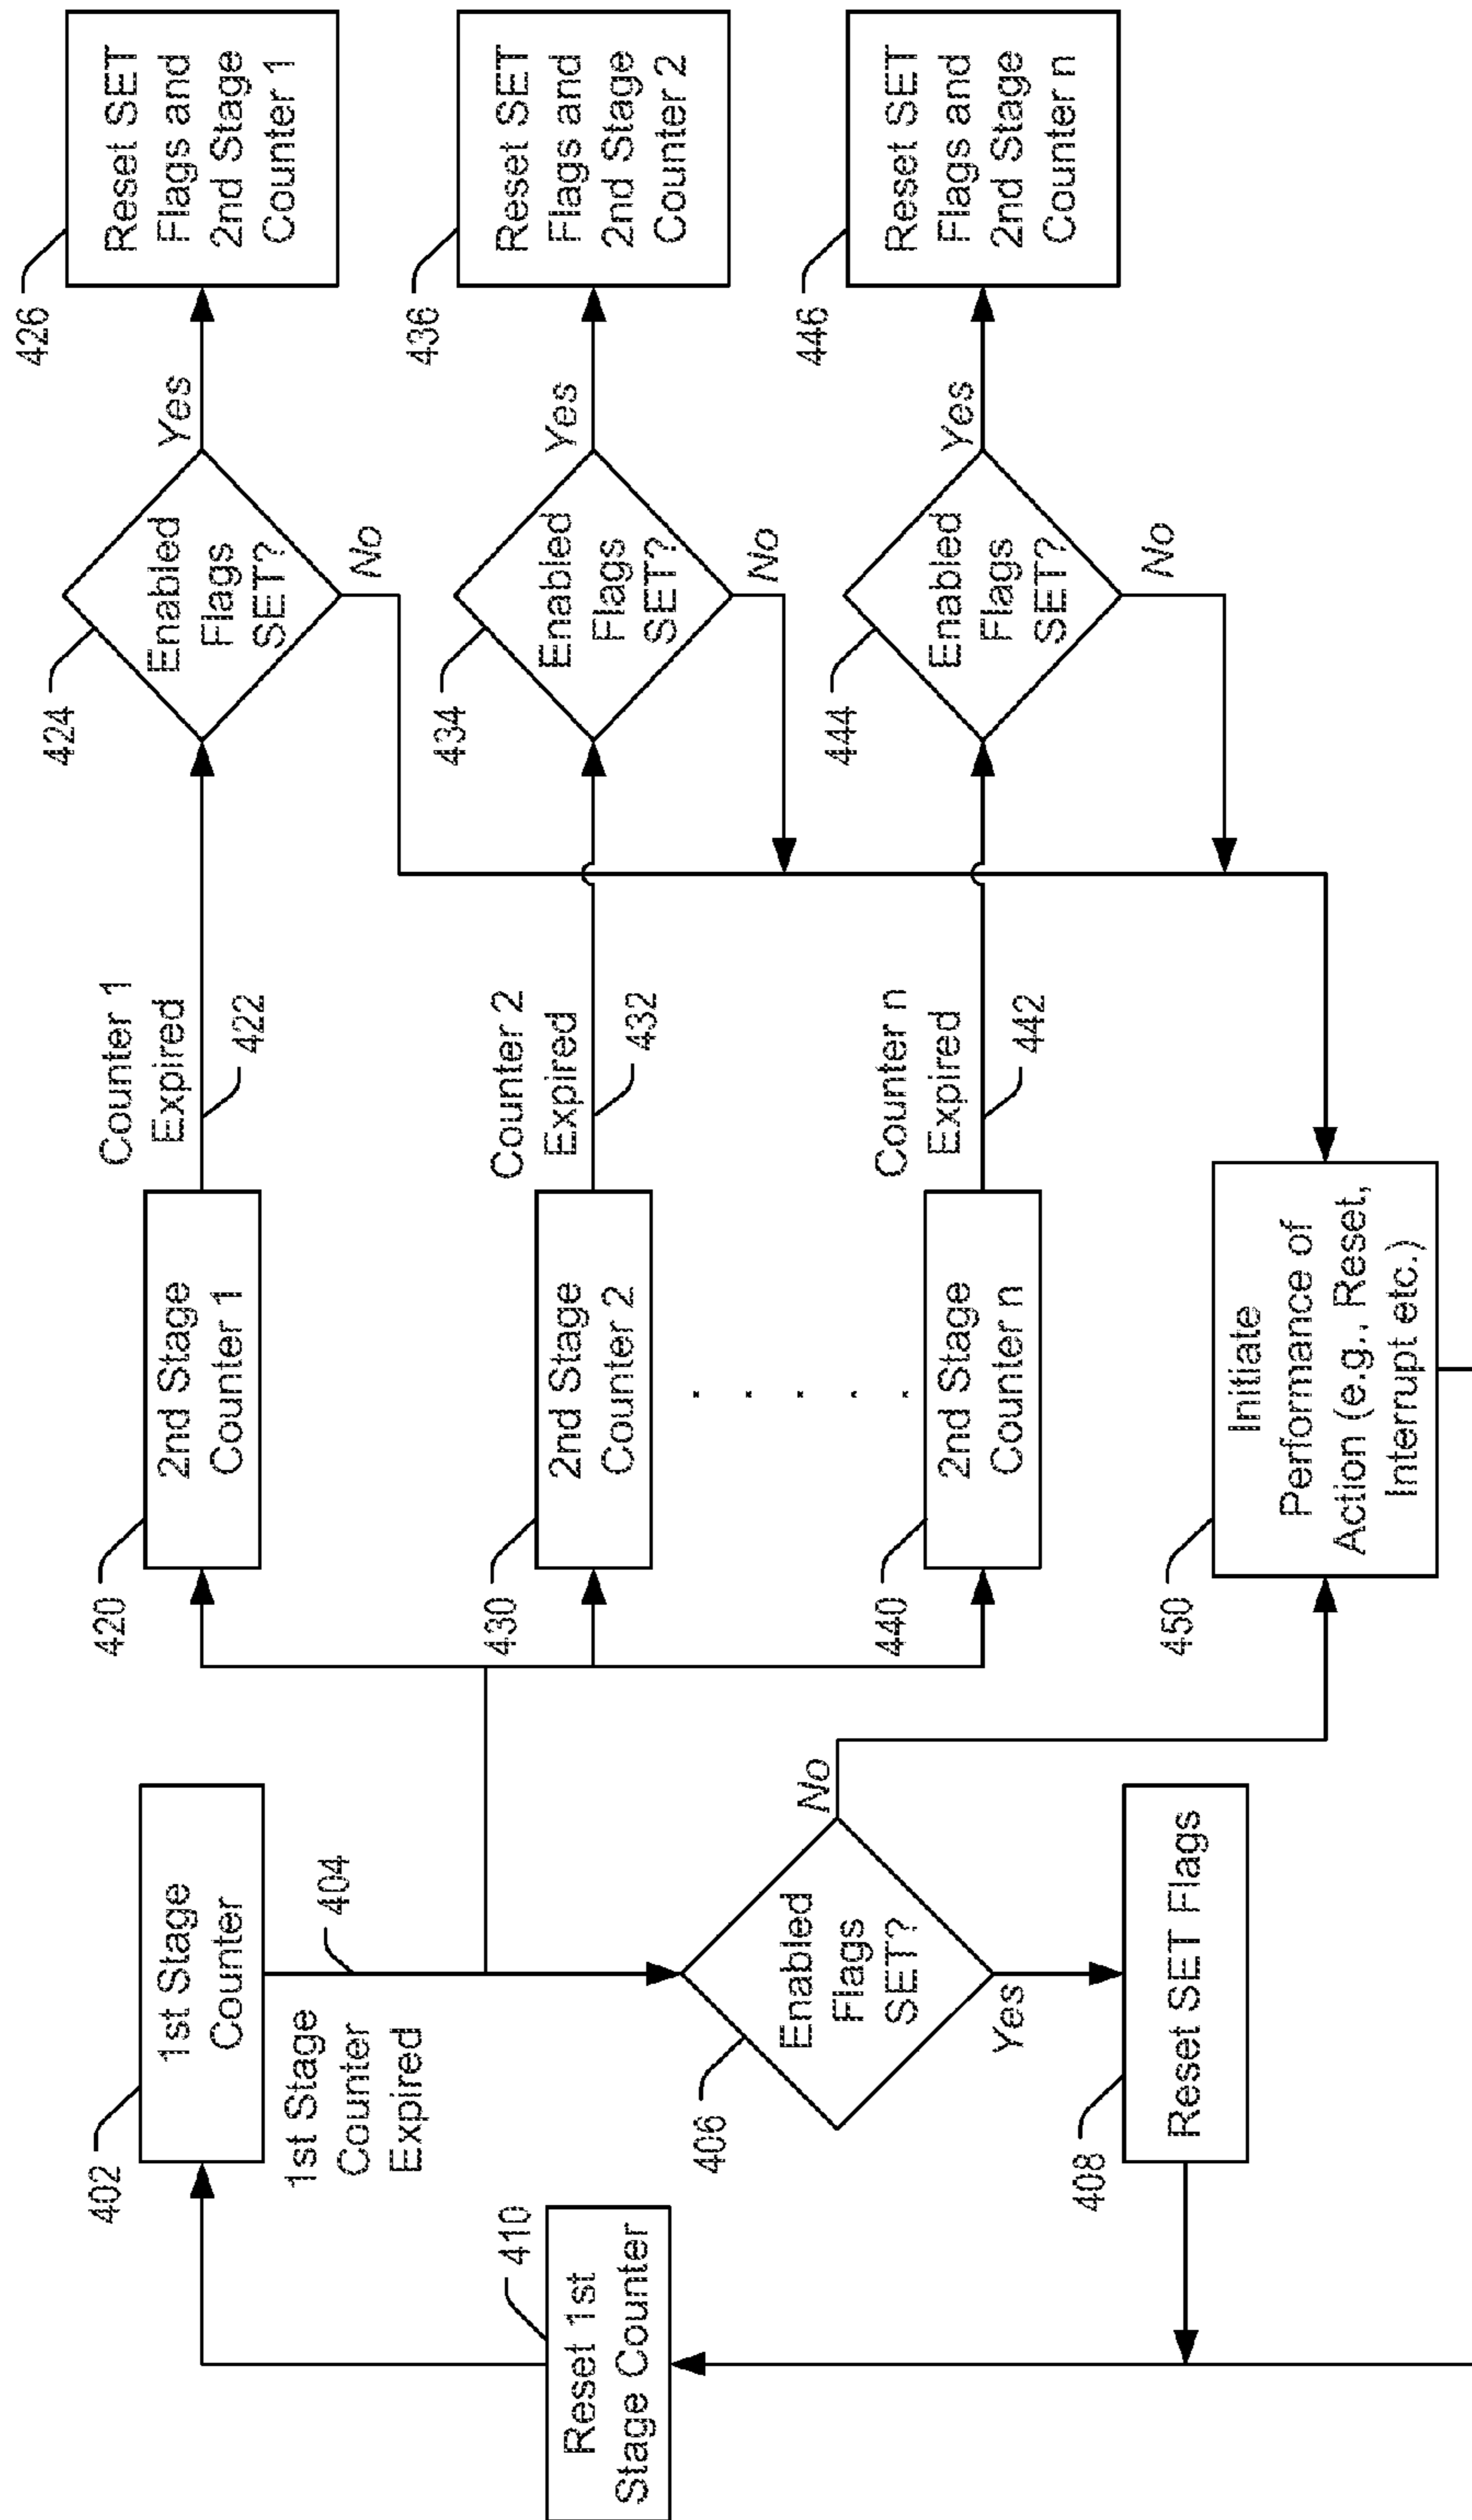 402
1st Stage
Counter
404
1st Stage
Counter
Expired
410
Reset 1st
Stage Counter
406
Enabled
Flags
SET?
No
Yes
408
Reset SET Flags
420
2nd Stage
Counter 1
Counter 1
Expired
422
424
Enabled
Flags
SET?
Yes
No
426
Reset SET
Flags and
2nd Stage
Counter 1
430
2nd Stage
Counter 2
Counter 2
Expired
432
434
Enabled
Flags
SET?
Yes
No
436
Reset SET
Flags and
2nd Stage
Counter 2
. . . . .
440
2nd Stage
Counter n
Counter n
Expired
442
444
Enabled
Flags
SET?
Yes
No
446
Reset SET
Flags and
2nd Stage
Counter n
450
Initiate
Performance of
Action (e.g., Reset,
Interrupt etc.)